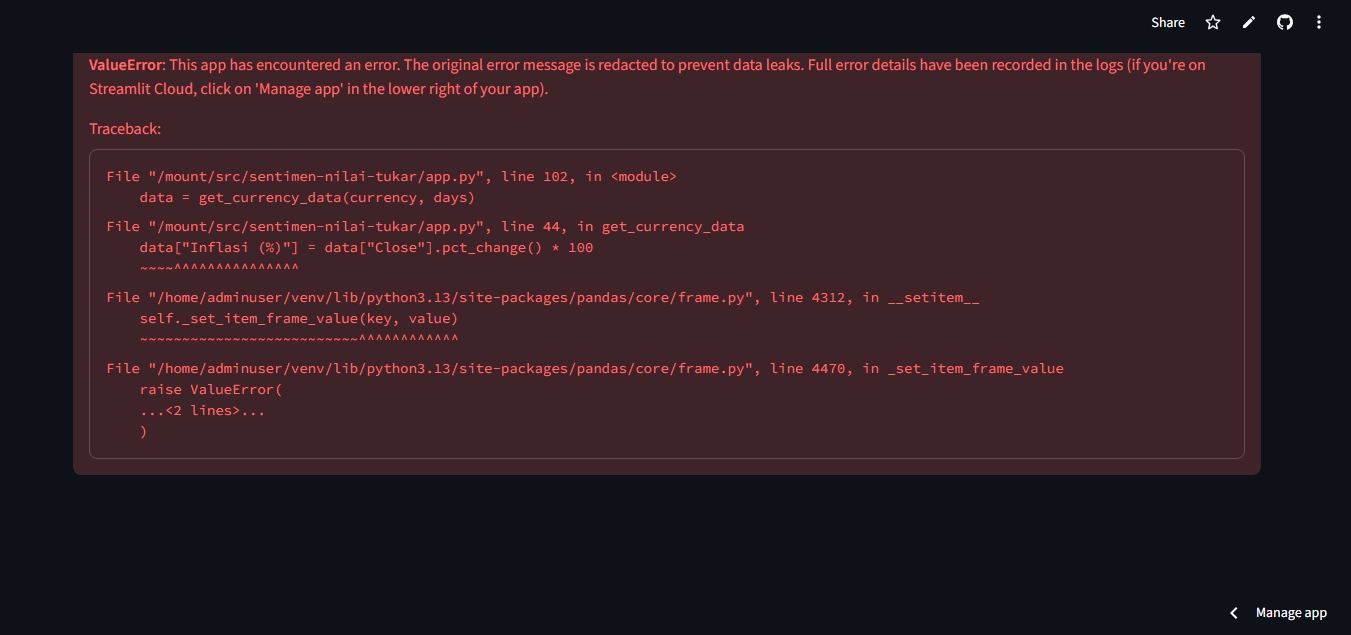 Share
ValueError: This app has encountered an error. The original error message is redacted to prevent data leaks. Full error details have been recorded in the logs (if you're on
Streamlit Cloud, click on 'Manage app' in the lower right of your app).
Traceback:
File "/mount/src/sentimen-nilai-tukar/app.py", line 102, in <module>
    data = get_currency_data(currency, days)
File "/mount/src/sentimen-nilai-tukar/app.py", line 44, in get_currency_data
    data["Inflasi (%)"] = data["Close"].pct_change() * 100
    ~~~~^^^^^^^^^^^^^^^
File "/home/adminuser/venv/lib/python3.13/site-packages/pandas/core/frame.py", line 4312, in __setitem__
    self._set_item_frame_value(key, value)
    ~~~~~~~~~~~~~~~~~~~~~~~~~~^^^^^^^^^^^^
File "/home/adminuser/venv/lib/python3.13/site-packages/pandas/core/frame.py", line 4470, in _set_item_frame_value
    raise ValueError(
    ...<2 lines>...
    )
Manage app